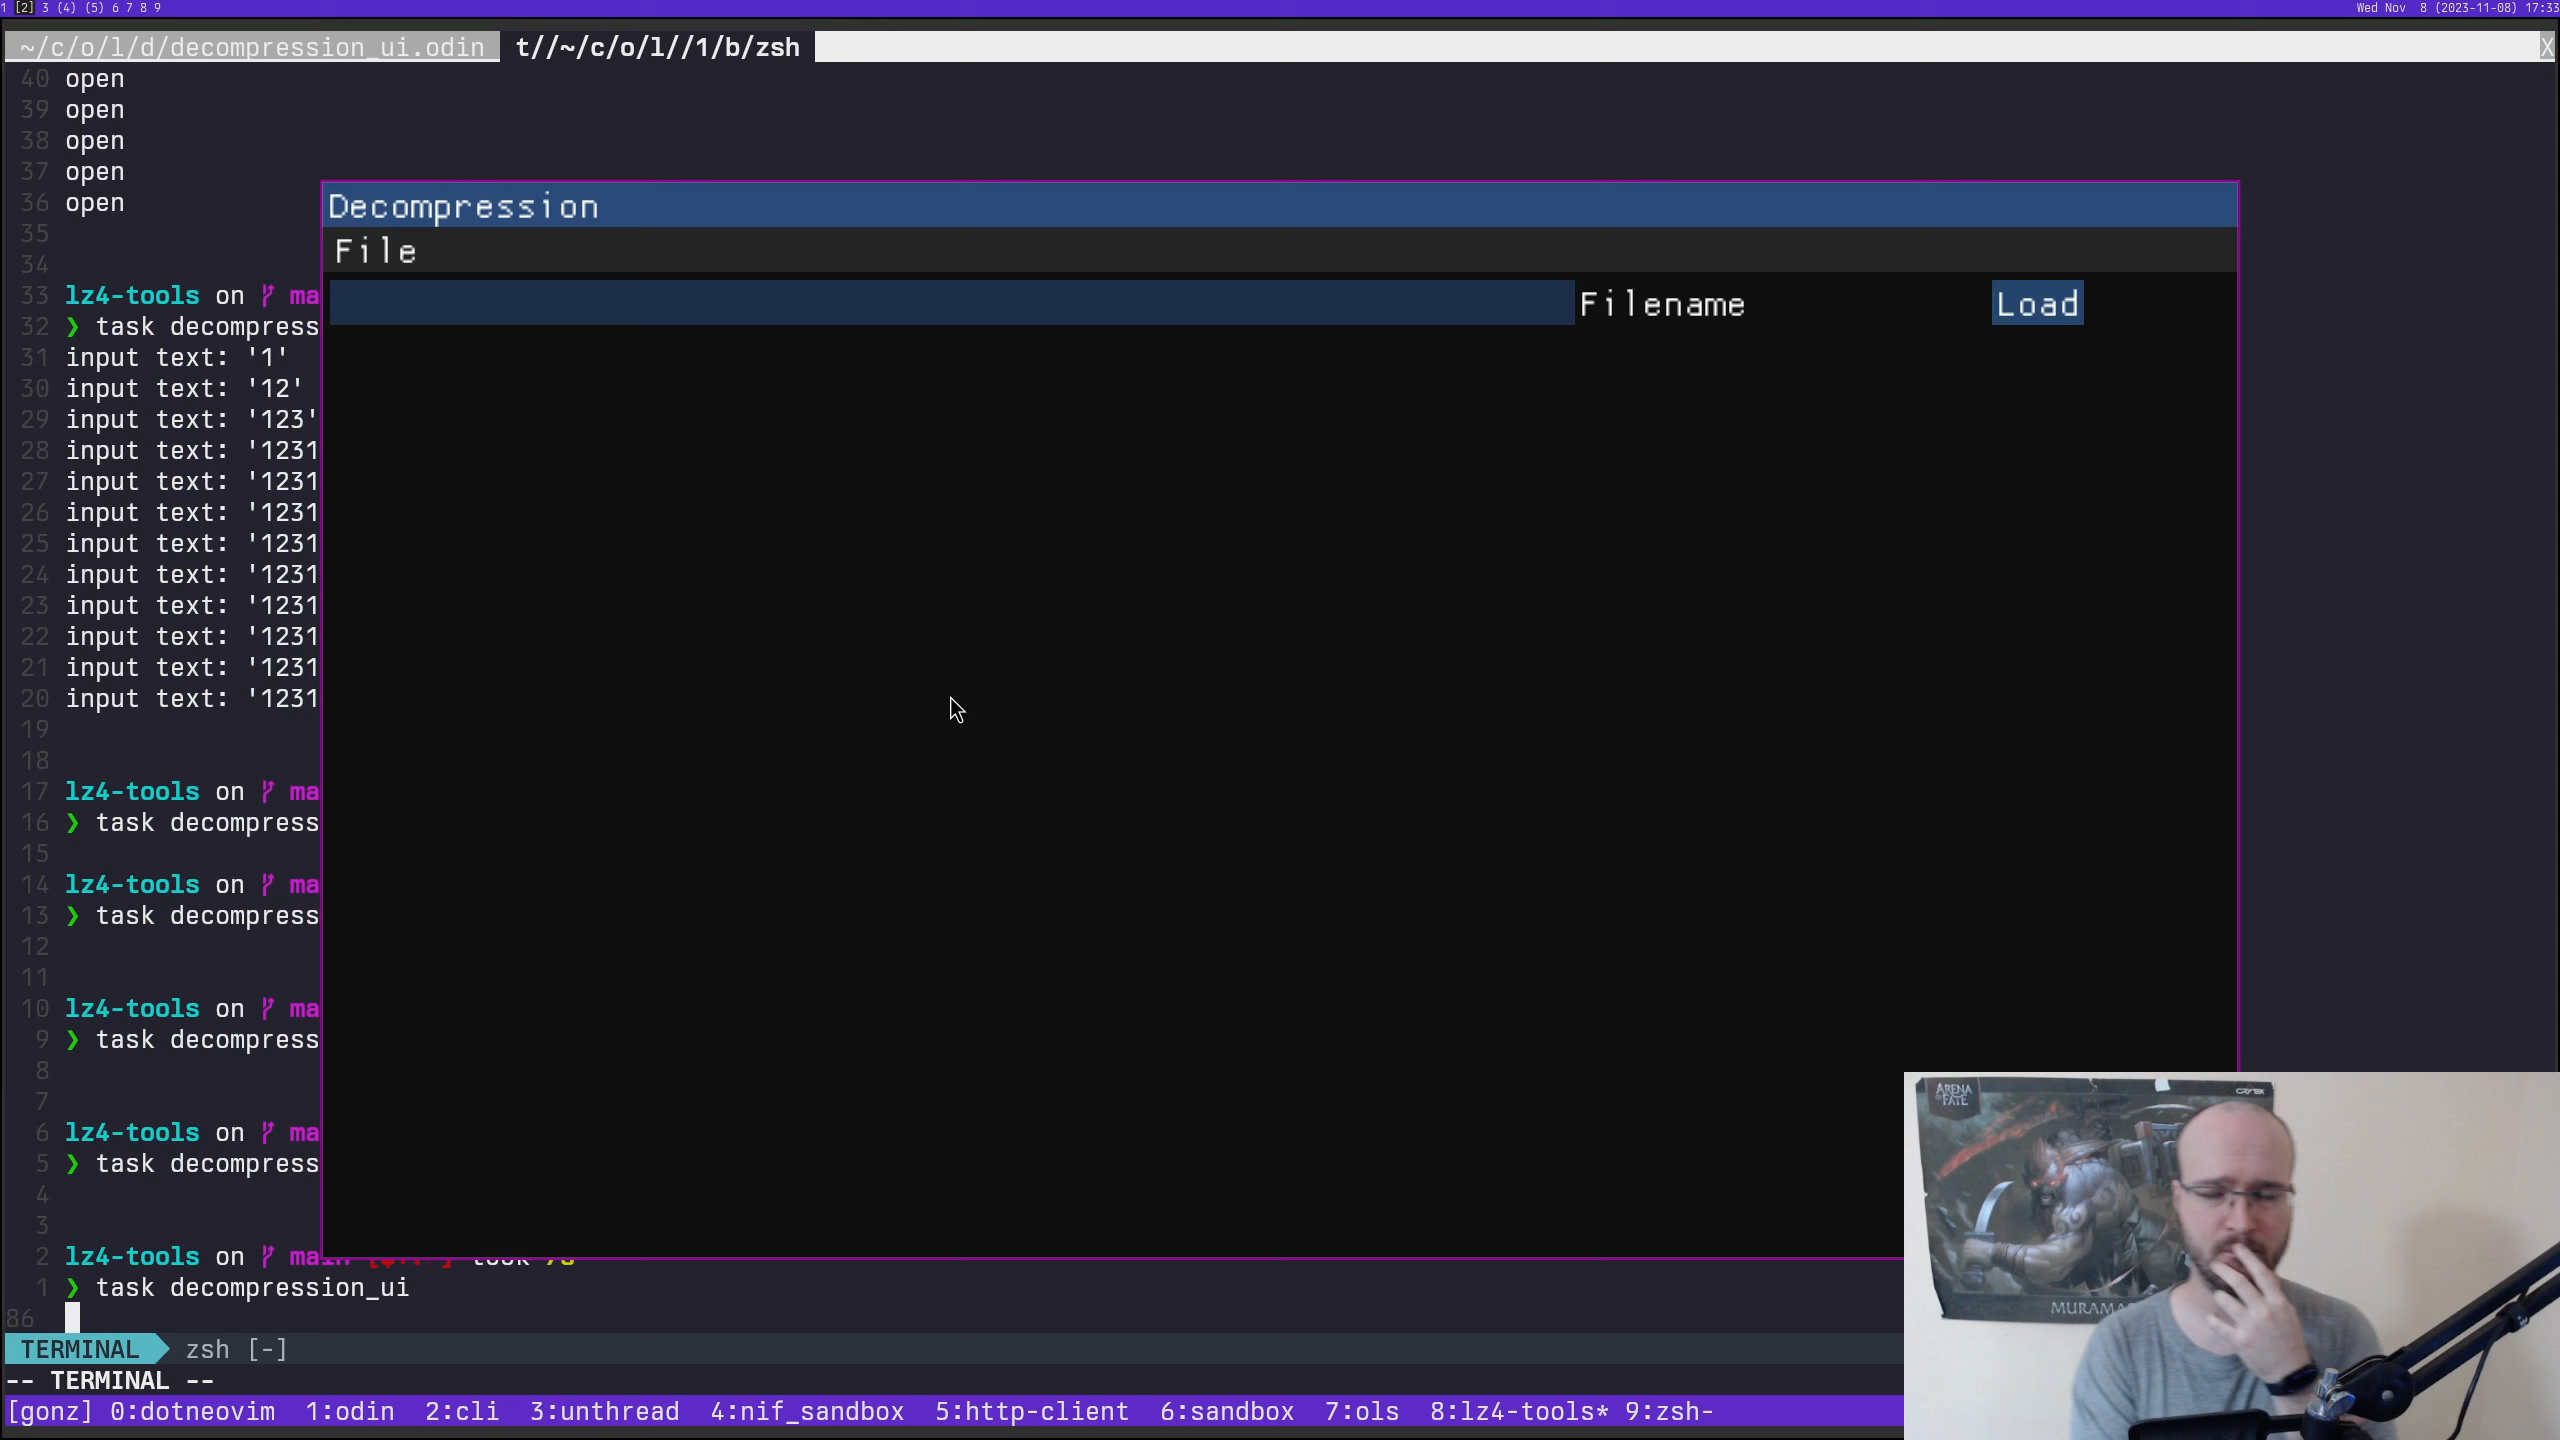 1 [2] 3 (4) (5) 6 7 8 9
Wed Nov  8 (2023-11-08) 17:33
~/c/o/l/d/decompression_ui.odin  t//~/c/o/l//1/b/zsh X
40 open
39 open
38 open
37 open
36 open
35
34
33 lz4-tools on ma
32 ❯ task decompress
31 input text: '1'
30 input text: '12'
29 input text: '123'
28 input text: '1231
27 input text: '1231
26 input text: '1231
25 input text: '1231
24 input text: '1231
23 input text: '1231
22 input text: '1231
21 input text: '1231
20 input text: '1231
19
18
17 lz4-tools on ma
16 ❯ task decompress
15
14 lz4-tools on ma
13 ❯ task decompress
12
11
10 lz4-tools on ma
9 ❯ task decompress
8
7
6 lz4-tools on ma
5 ❯ task decompress
4
3
2 lz4-tools on main
1 ❯ task decompression_ui
86
Decompression
File
Filename
Load
TERMINAL zsh [-]
-- TERMINAL --
[gonz] 0:dotneovim 1:odin 2:cli 3:unthread 4:nif_sandbox 5:http-client 6:sandbox 7:ols 8:lz4-tools* 9:zsh-
ARENA
FATE
MURAMA